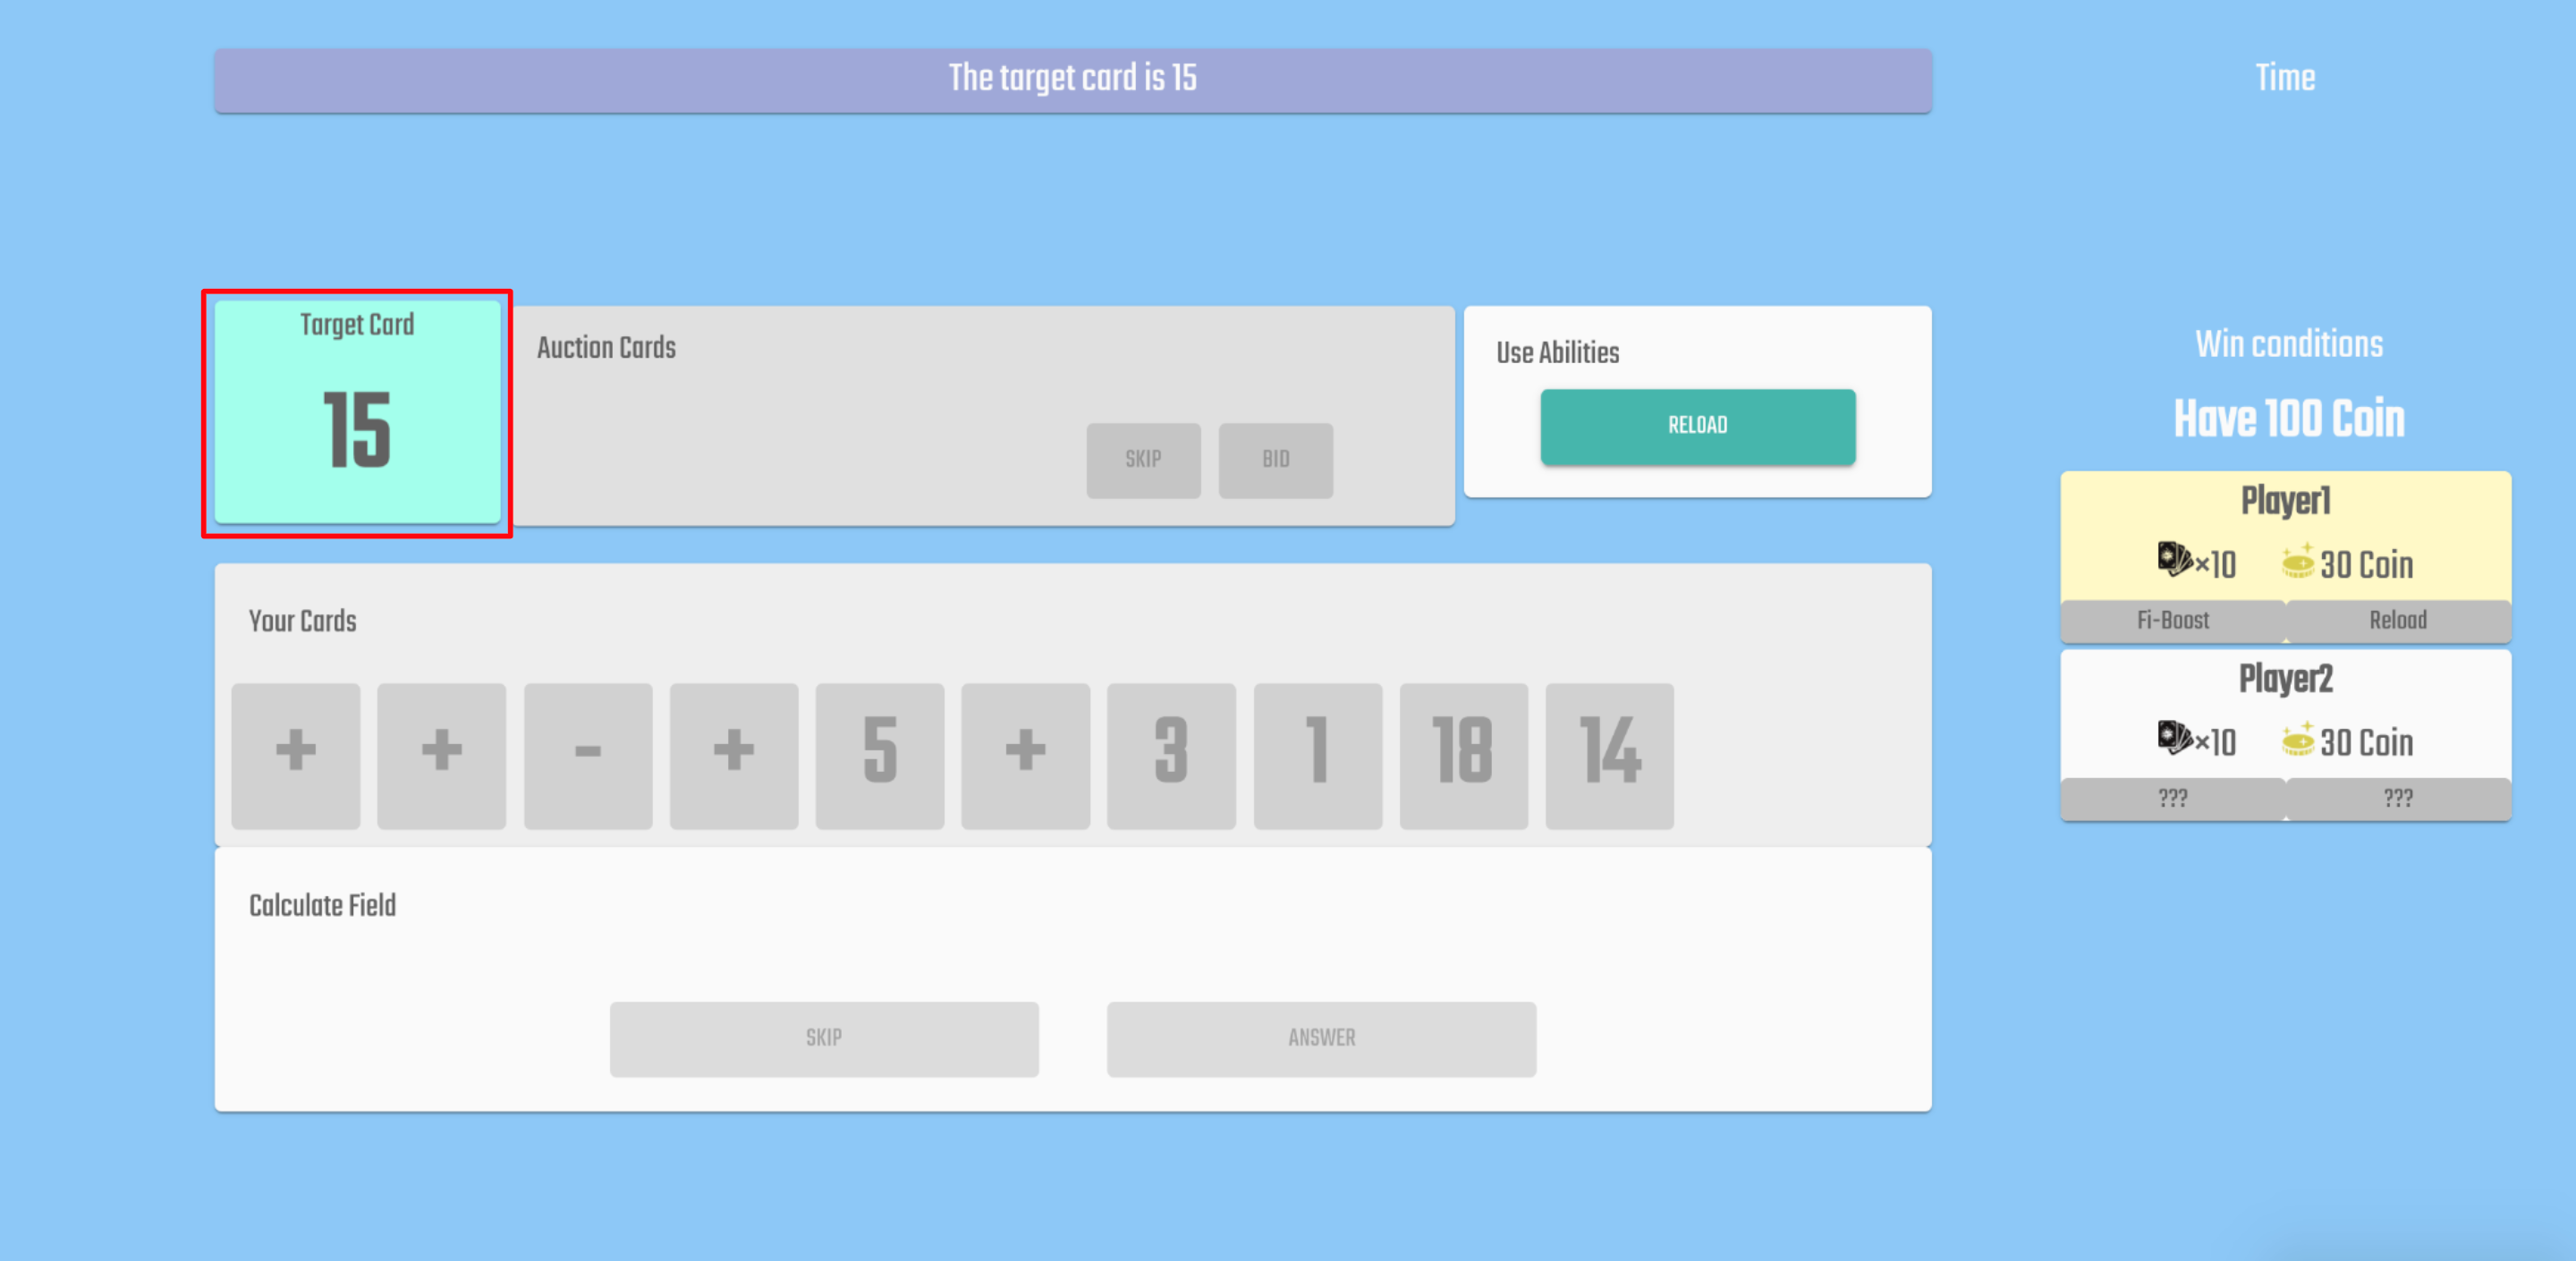 The target card is 15
Time
Target Card
15
Auction Cards
SKIP
BID
Use Abilities
RELOAD
Win conditions
Have 100 Coin
Player1
×10
30 Coin
Fi-Boost
Reload
Player2
×10
30 Coin
???
???
Your Cards
+ + - + 5 + 3 1 18 14
Calculate Field
SKIP
ANSWER